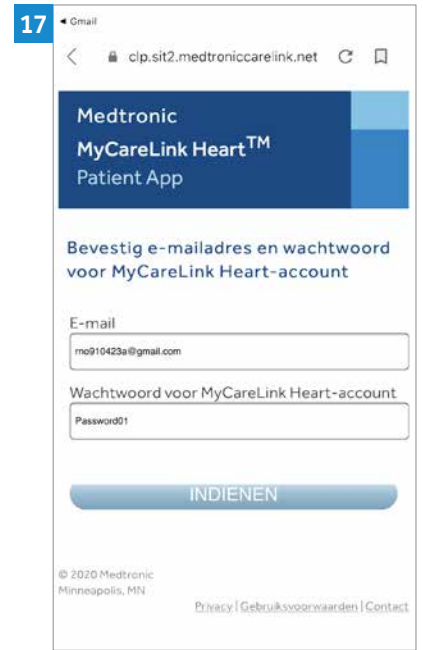 17
Gmail
clp.sit2.medtroniccarelink.net
Medtronic
MyCareLink Heart™
Patient App
Bevestig e-mailadres en wachtwoord
voor MyCareLink Heart-account
E-mail
rno910423a@gmail.com
Wachtwoord voor MyCareLink Heart-account
Password01
INDIENEN
© 2020 Medtronic
Minneapolis, MN
Privacy | Gebruiksvoorwaarden | Contact